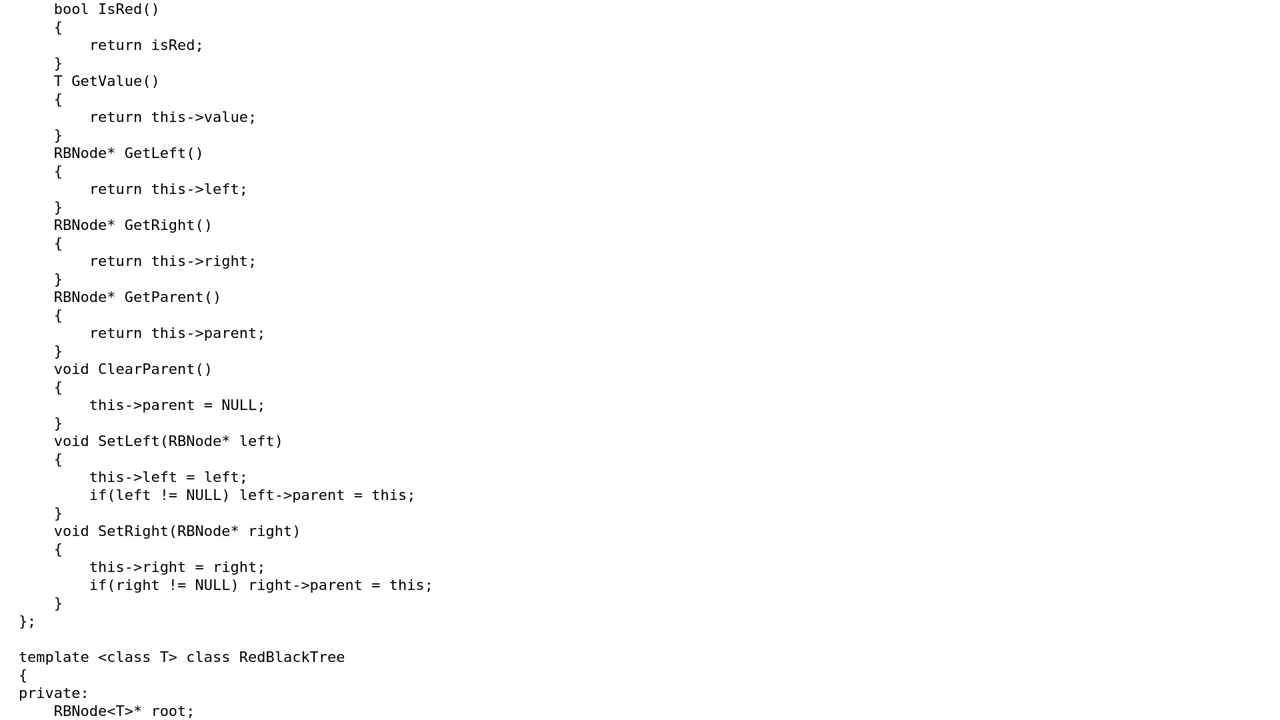 bool IsRed()
    {
        return isRed;
    }
    T GetValue()
    {
        return this->value;
    }
    RBNode* GetLeft()
    {
        return this->left;
    }
    RBNode* GetRight()
    {
        return this->right;
    }
    RBNode* GetParent()
    {
        return this->parent;
    }
    void ClearParent()
    {
        this->parent = NULL;
    }
    void SetLeft(RBNode* left)
    {
        this->left = left;
        if(left != NULL) left->parent = this;
    }
    void SetRight(RBNode* right)
    {
        this->right = right;
        if(right != NULL) right->parent = this;
    }
};

template <class T> class RedBlackTree
{
private:
    RBNode<T>* root;